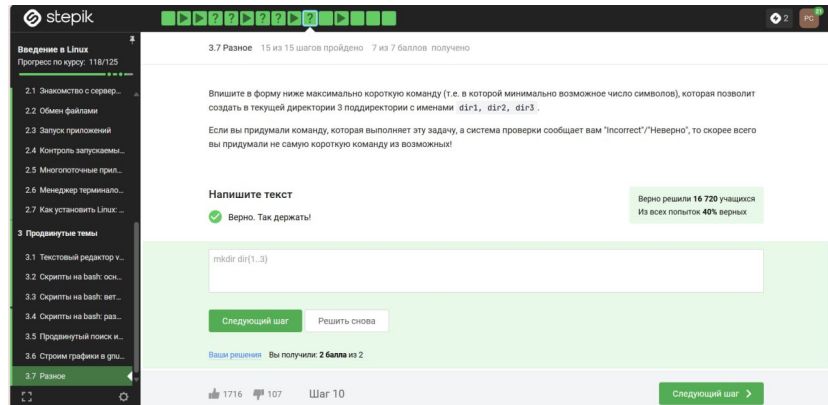 stepik
? ? ? ? ?
2
PC
21
Введение в Linux
Прогресс по курсу: 118/125
2.1 Знакомство с сервер...
2.2 Обмен файлами
2.3 Запуск приложений
2.4 Контроль запускаемы...
2.5 Многопоточные прил...
2.6 Менеджер терминало...
2.7 Как установить Linux: ...
3 Продвинутые темы
3.1 Текстовый редактор v...
3.2 Скрипты на bash: осн...
3.3 Скрипты на bash: вет...
3.4 Скрипты на bash: раз...
3.5 Продвинутый поиск и...
3.6 Строим графики в gnu...
3.7 Разное
3.7 Разное 15 из 15 шагов пройдено 7 из 7 баллов получено
Впишите в форму ниже максимально короткую команду (т.е. в которой минимально возможное число символов), которая позволит
создать в текущей директории 3 поддиректории с именами dir1, dir2, dir3 .
Если вы придумали команду, которая выполняет эту задачу, а система проверки сообщает вам "Incorrect"/"Неверно", то скорее всего
вы придумали не самую короткую команду из возможных!
Напишите текст
Верно. Так держать!
Верно решили 16 720 учащихся
Из всех попыток 40% верных
mkdir dir{1..3}
Следующий шаг
Решить снова
Ваши решения Вы получили: 2 балла из 2
1716 107 Шаг 10
Следующий шаг